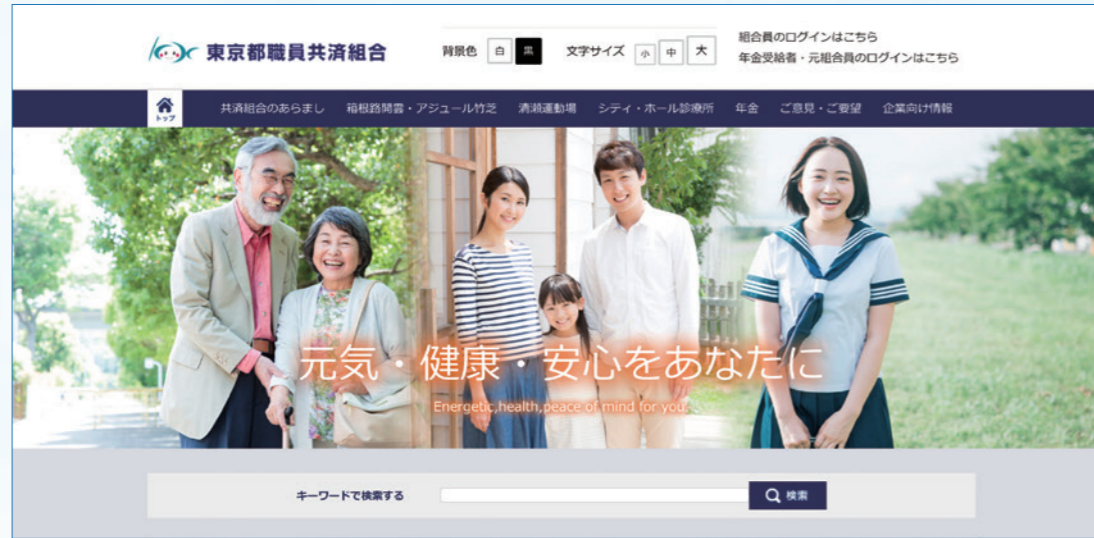 東京都職員共済組合
背景色 白 黒 文字サイズ 小 中 大
組合員のログインはこちら
年金受給者・元組合員のログインはこちら
トップ 共済組合のあらまし 箱根路開雲・アジュール竹芝 清瀬運動場 シティ・ホール診療所 年金 ご意見・ご要望 企業向け情報
元気・健康・安心をあなたに
Energetic,health,peace of mind for you.
キーワードで検索する 検索